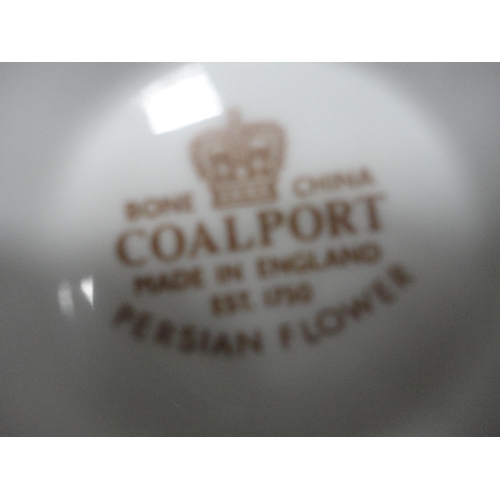 BONE CHINA
COALPORT
MADE IN ENGLAND
EST. 1750
PERSIAN FLOWER